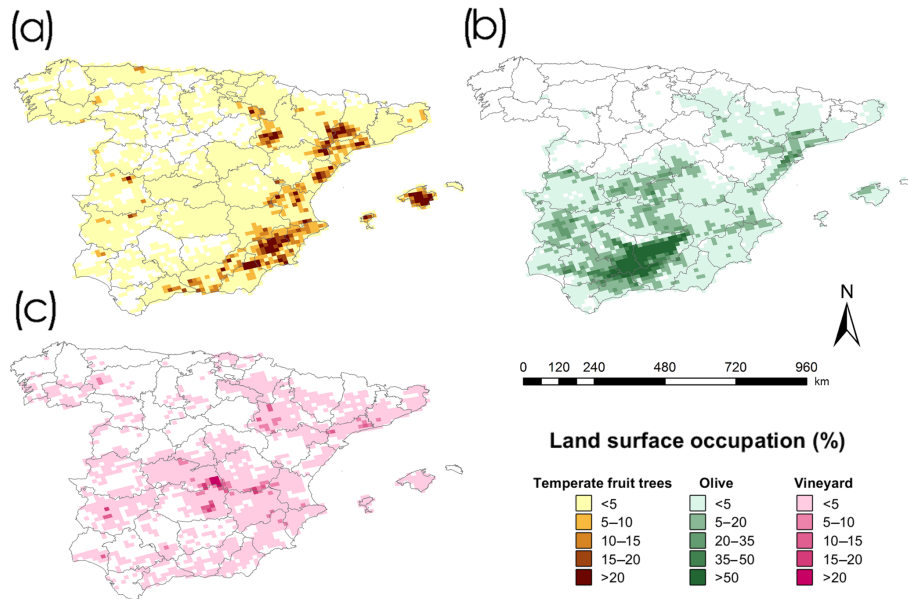 (a)
(b)
(c)
N
0 120 240 480 720 960
km
Land surface occupation (%)
Temperate fruit trees Olive Vineyard
<5 <5 <5
5–10 5–20 5–10
10–15 20–35 10–15
15–20 35–50 15–20
>20 >50 >20